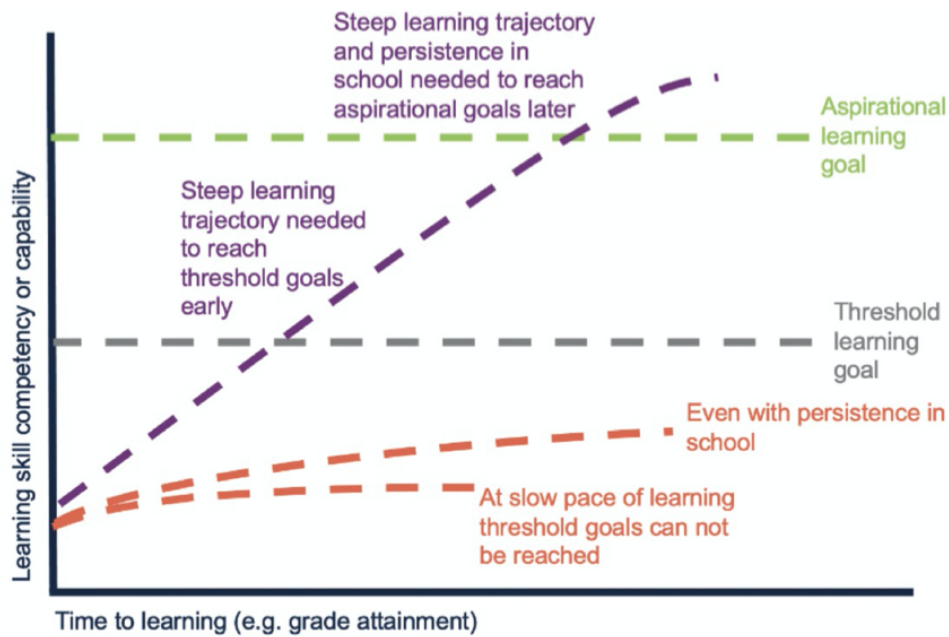 Steep learning trajectory
and persistence in
school needed to reach
aspirational goals later
Aspirational
learning
goal
Steep learning
trajectory needed
to reach
threshold goals
early
Learning skill competency or capability
Threshold
learning
goal
Even with persistence in
school
At slow pace of learning
threshold goals can not
be reached
Time to learning (e.g. grade attainment)